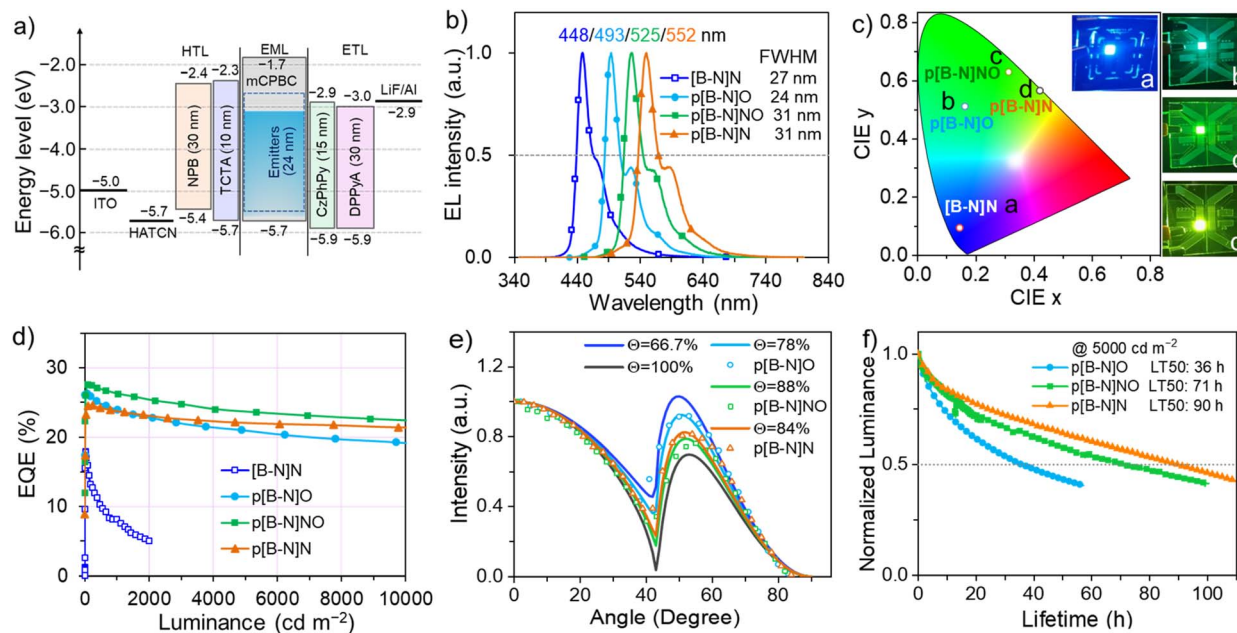 a)
HTL
EML
ETL
Energy level (eV)
−2.0
−3.0
−4.0
−5.0
−6.0
−5.0
ITO
−5.7
HATCN
−2.4
NPB (30 nm)
−5.4
−2.3
TCTA (10 nm)
−5.7
−1.7
mCPBC
Emitters
(24 nm)
−5.7
−2.9
CzPhPy (15 nm)
−5.9
−3.0
DPPyA (30 nm)
−5.9
LiF/Al
−2.9
b)
448/493/525/552 nm
FWHM
[B-N]N 27 nm
p[B-N]O 24 nm
p[B-N]NO 31 nm
p[B-N]N 31 nm
EL intensity (a.u.)
1.0
0.5
0.0
340 440 540 640 740 840
Wavelength (nm)
c)
CIE y
0.8
0.6
0.4
0.2
0.0
c
p[B-N]NO
d
p[B-N]N
b
p[B-N]O
[B-N]N
a
a
b
0.0 0.2 0.4 0.6 0.8
CIE x
d)
EQE (%)
30
20
10
0
[B-N]N
p[B-N]O
p[B-N]NO
p[B-N]N
0 2000 4000 6000 8000 10000
Luminance (cd m⁻²)
e)
Intensity (a.u.)
1.2
0.9
0.6
0.3
0.0
Θ=66.7%
Θ=100%
Θ=78%
p[B-N]O
Θ=88%
p[B-N]NO
Θ=84%
p[B-N]N
0 20 40 60 80
Angle (Degree)
f)
Normalized Luminance
1.0
0.5
0.0
@ 5000 cd m⁻²
p[B-N]O LT50: 36 h
p[B-N]NO LT50: 71 h
p[B-N]N LT50: 90 h
0 20 40 60 80 100
Lifetime (h)